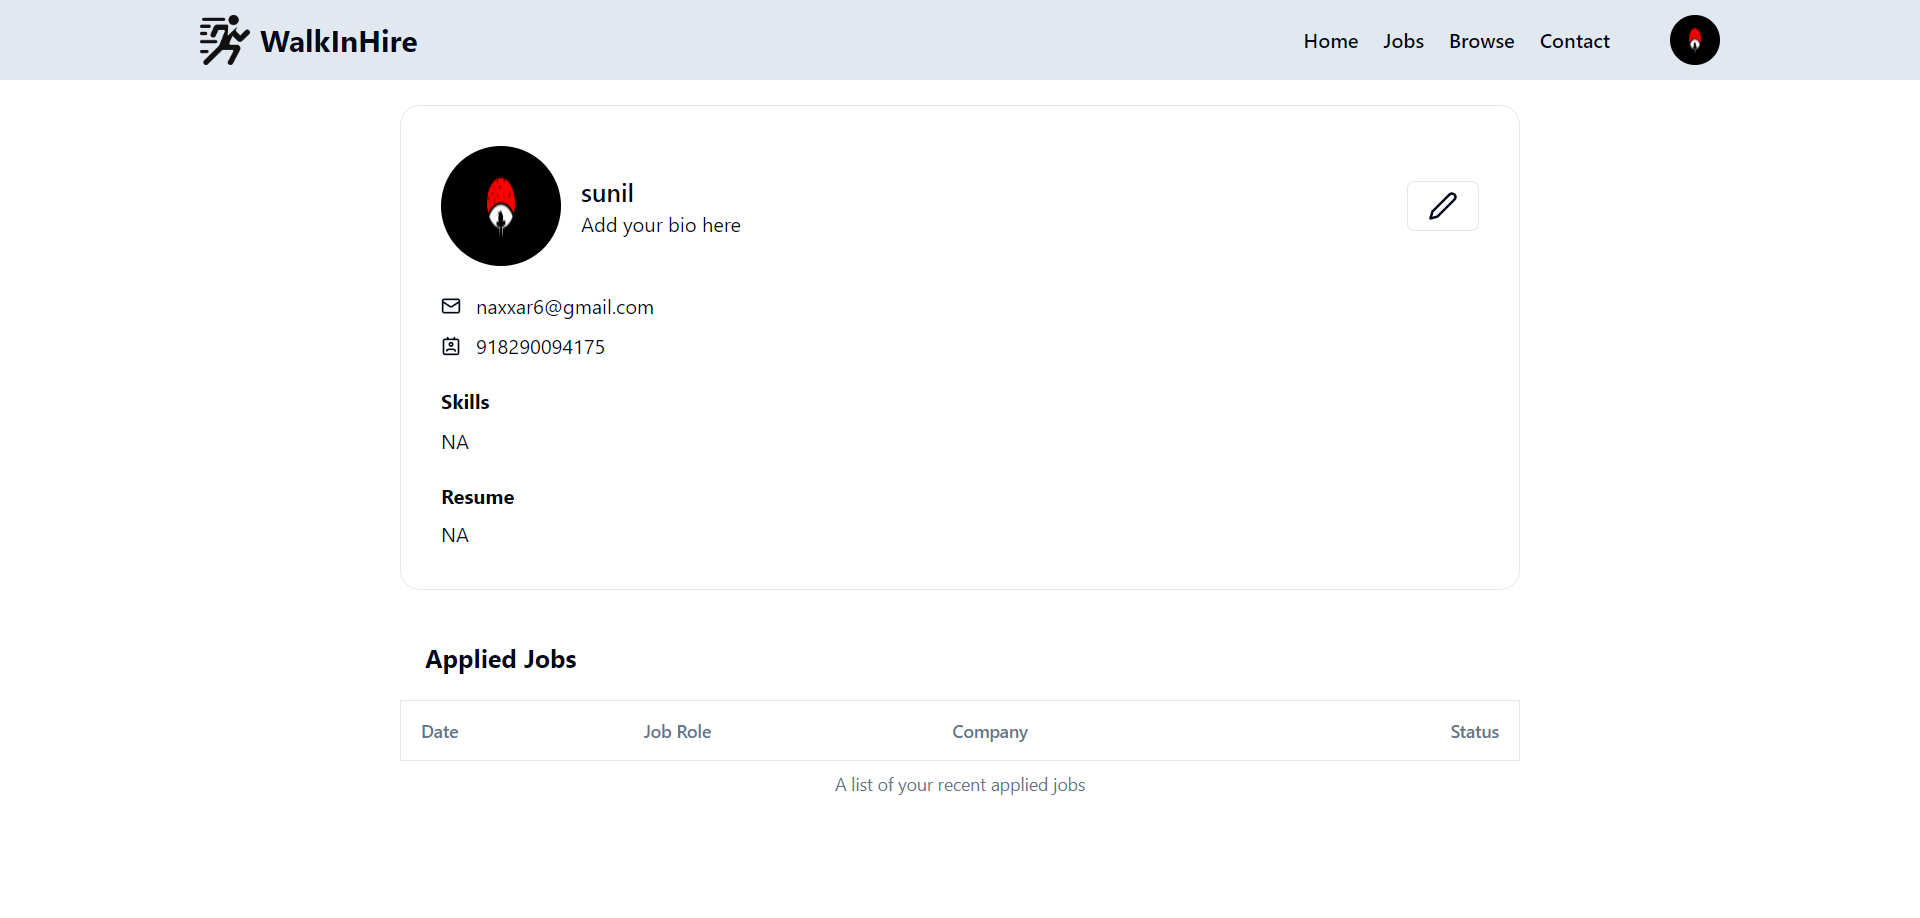 WalkInHire
Home Jobs Browse Contact
sunil
Add your bio here
naxxar6@gmail.com
918290094175
Skills
NA
Resume
NA
Applied Jobs
Date Job Role Company Status
A list of your recent applied jobs